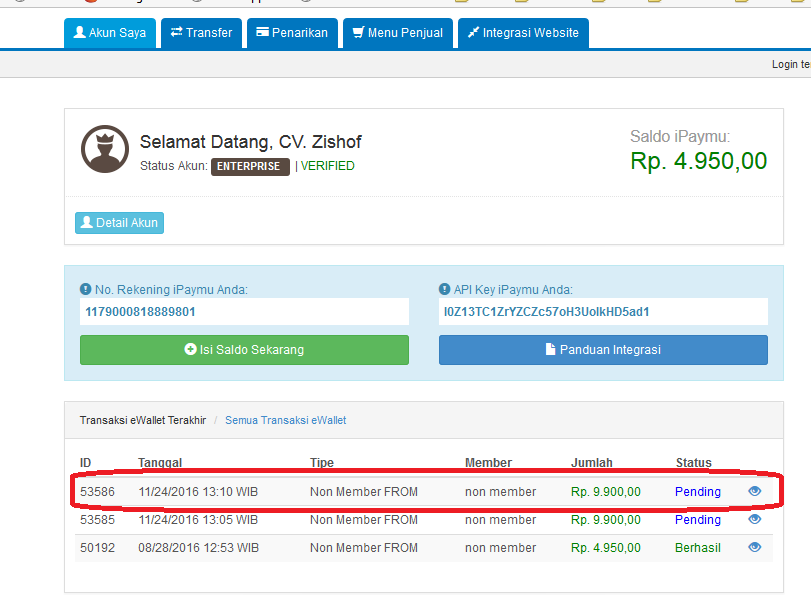 Akun Saya Transfer Penarikan Menu Penjual Integrasi Website
Login te
Selamat Datang, CV. Zishof
Status Akun: ENTERPRISE | VERIFIED
Saldo iPaymu:
Rp. 4.950,00
Detail Akun
No. Rekening iPaymu Anda: API Key iPaymu Anda:
1179000818889801 I0Z13TC1ZrYZCZc57oH3UolkHD5ad1
Isi Saldo Sekarang Panduan Integrasi
Transaksi eWallet Terakhir / Semua Transaksi eWallet
ID Tanggal Tipe Member Jumlah Status
53586 11/24/2016 13:10 WIB Non Member FROM non member Rp. 9.900,00 Pending
53585 11/24/2016 13:05 WIB Non Member FROM non member Rp. 9.900,00 Pending
50192 08/28/2016 12:53 WIB Non Member FROM non member Rp. 4.950,00 Berhasil